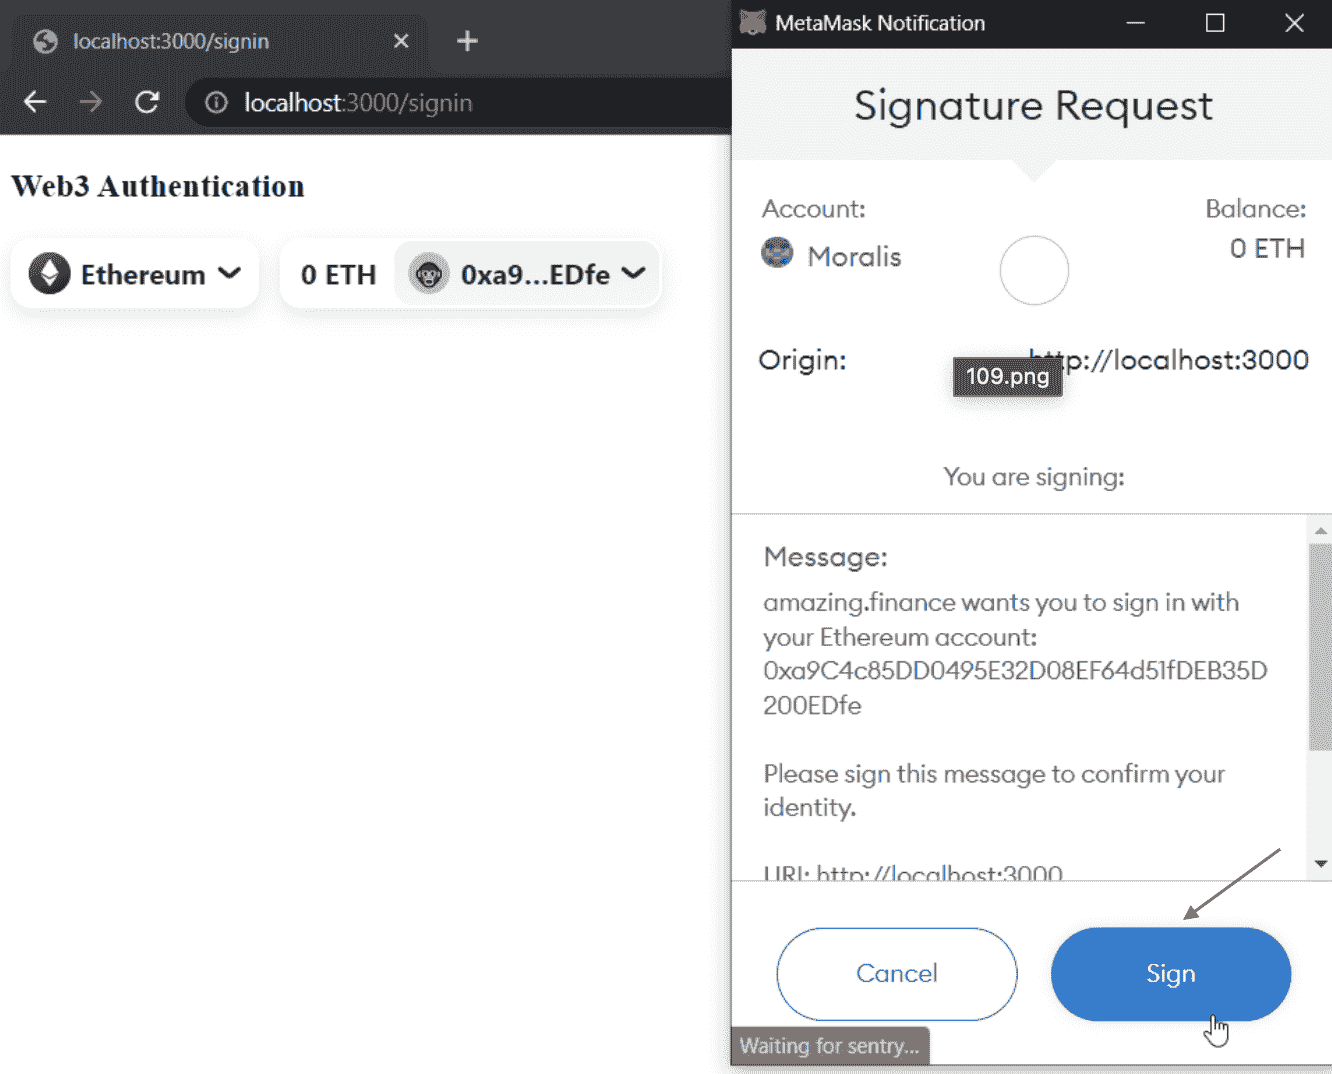 localhost:3000/signin
localhost:3000/signin
Web3 Authentication
Ethereum
0 ETH
0xa9...EDfe
MetaMask Notification
Signature Request
Account:
Balance:
Moralis
0 ETH
Origin:
http://localhost:3000
109.png
You are signing:
Message:
amazing.finance wants you to sign in with
your Ethereum account:
0xa9C4c85DD0495E32D08EF64d51fDEB35D
200EDfe
Please sign this message to confirm your
identity.
URI: http://localhost:3000
Cancel
Sign
Waiting for sentry...